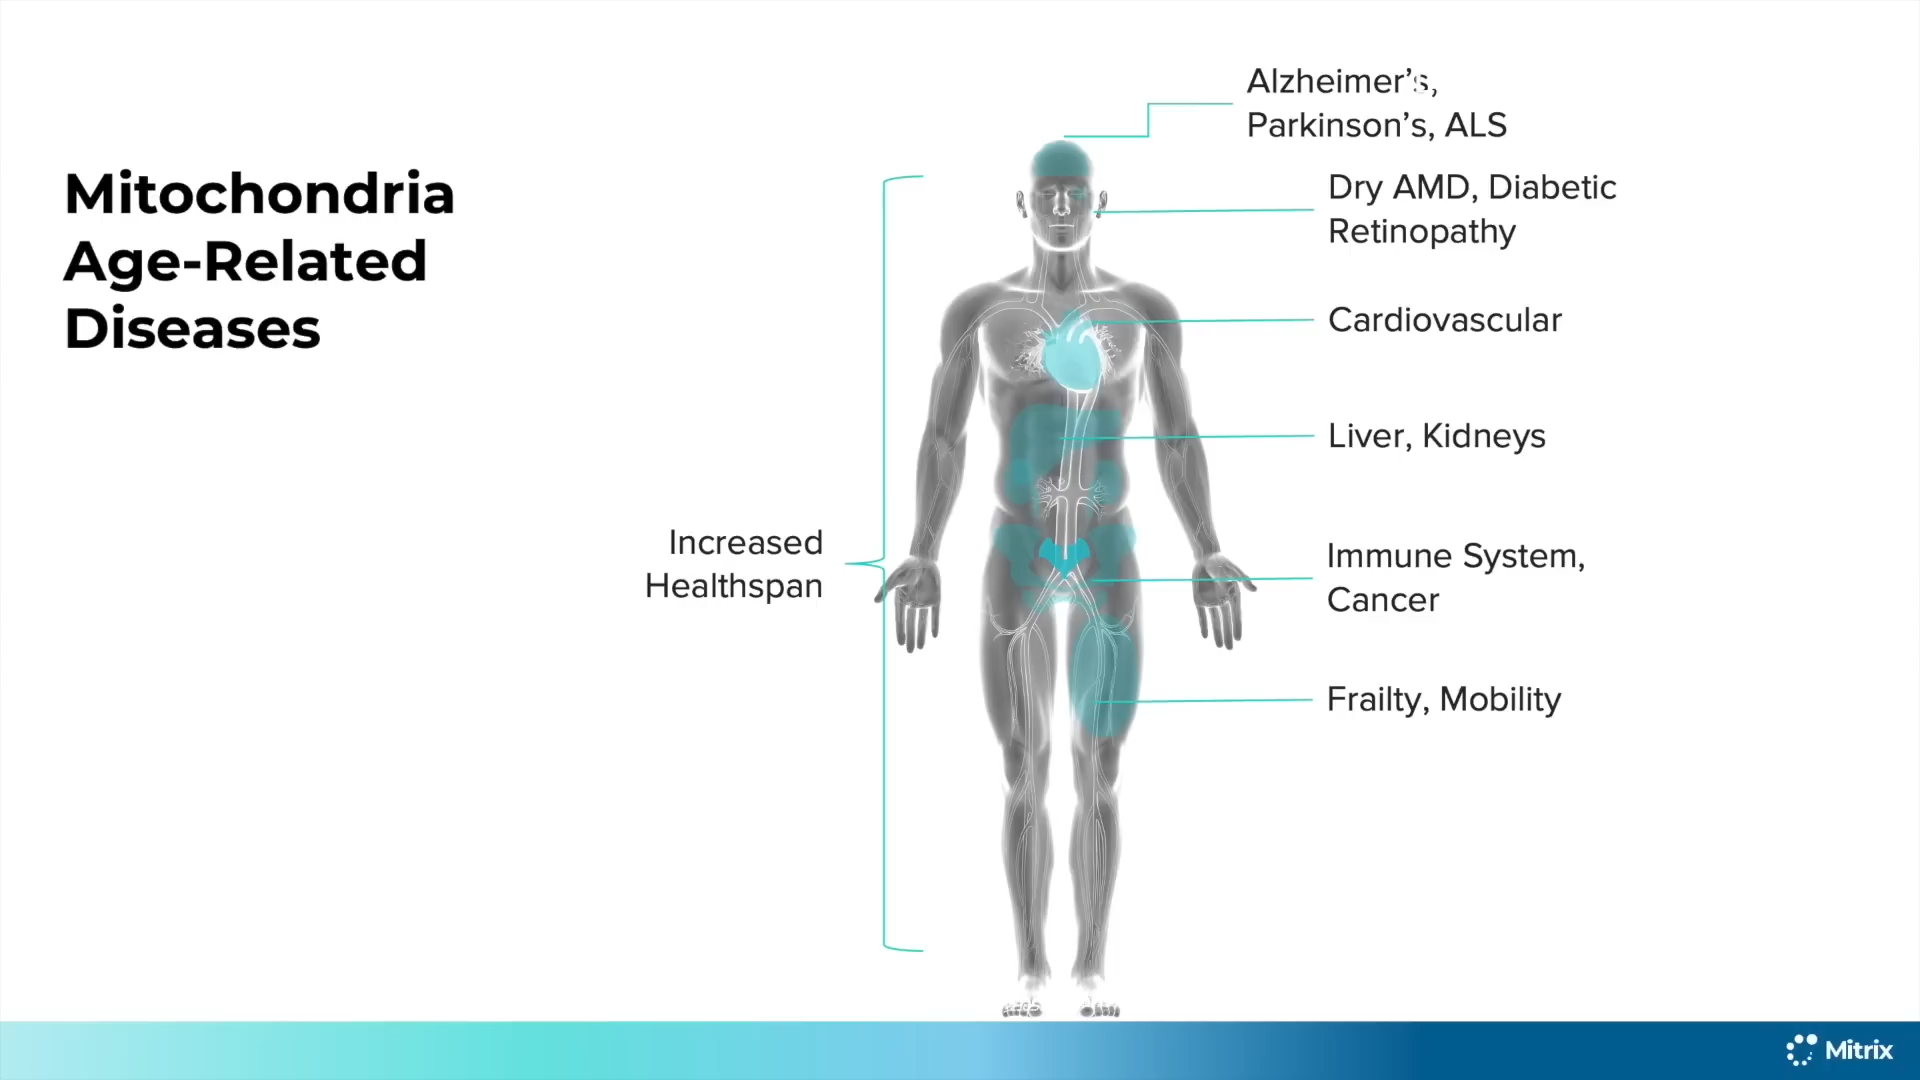 Mitochondria
Age-Related
Diseases
Increased
Healthspan
Alzheimer's,
Parkinson's, ALS
Dry AMD, Diabetic
Retinopathy
Cardiovascular
Liver, Kidneys
Immune System,
Cancer
Frailty, Mobility
Mitrix